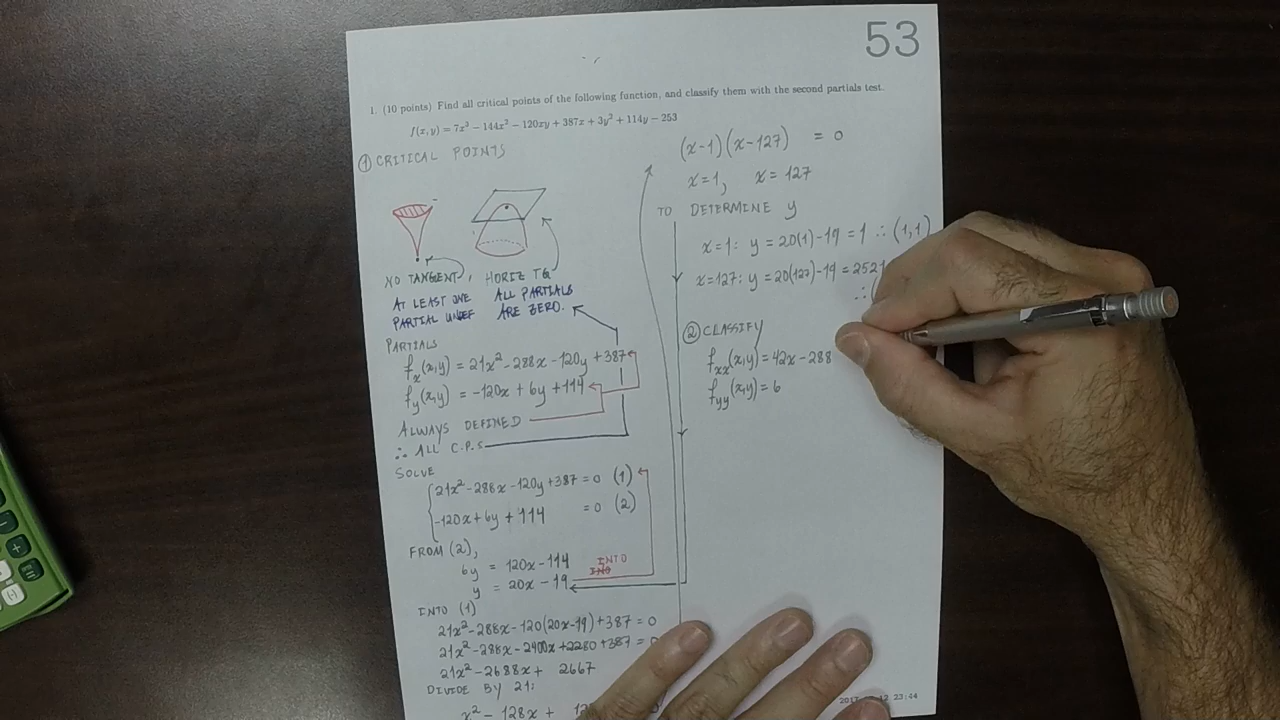 53
1. (10 points) Find all critical points of the following function, and classify them with the second partials test.
f(x, y) = 7x³ − 144x² − 120xy + 387x + 3y² + 114y − 253
① CRITICAL POINTS
NO TANGENT, HORIZ TG
AT LEAST ONE ALL PARTIALS
PARTIAL UNDEF ARE ZERO.
PARTIALS
fₓ(x,y) = 21x² - 288x - 120y + 387
f_y(x,y) = -120x + 6y + 114
ALWAYS DEFINED
∴ ALL C.P.S
SOLVE
21x² - 288x - 120y + 387 = 0 (1)
-120x + 6y + 114 = 0 (2)
FROM (2),
6y = 120x - 114
INTO
y = 20x - 19
INTO (1)
21x² - 288x - 120(20x-19) + 387 = 0
21x² - 288x - 2400x + 2280 + 387 =
21x² - 2688x + 2667
DIVIDE BY 21:
x² - 128x +
(x-1)(x-127) = 0
x=1, x=127
TO DETERMINE y
x=1: y = 20(1)-19 = 1 ∴ (1,1)
x=127: y = 20(127)-19 = 2521
∴ (
② CLASSIFY
fₓₓ(x,y) = 42x - 288
f_yy(x,y) = 6
23:44